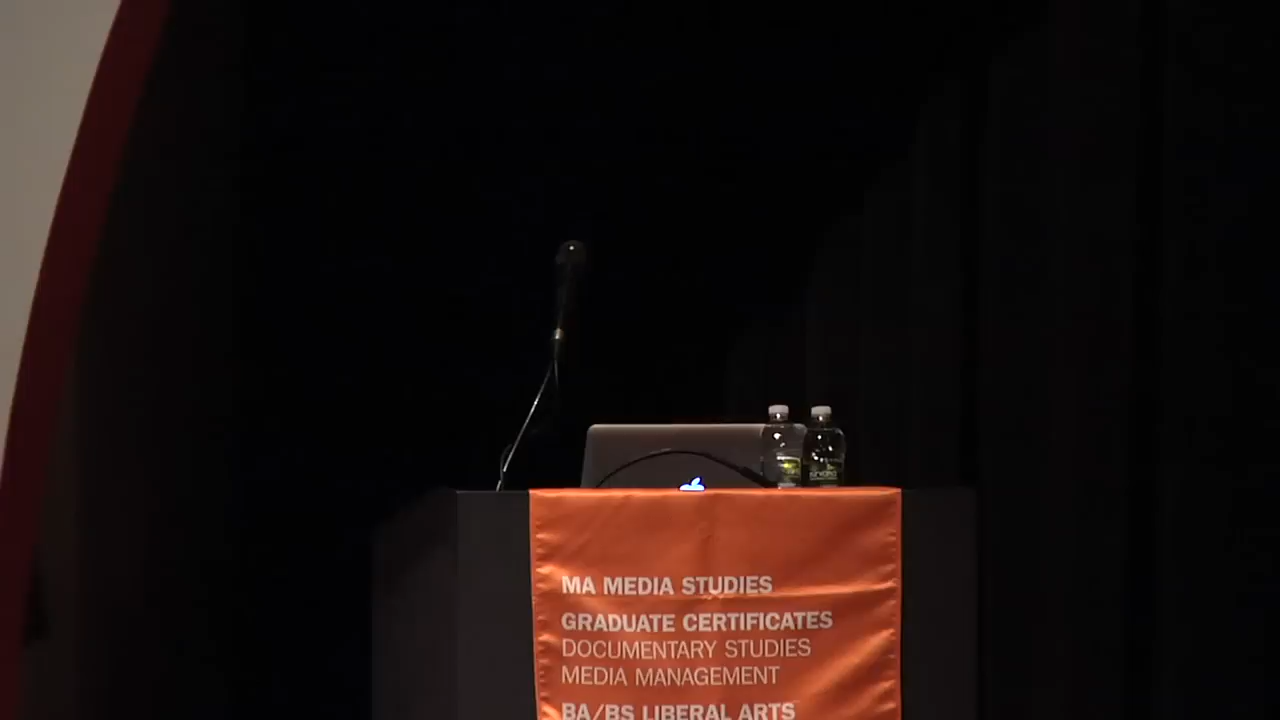 MA MEDIA STUDIES
GRADUATE CERTIFICATES
DOCUMENTARY STUDIES
MEDIA MANAGEMENT
BA/BS LIBERAL ARTS